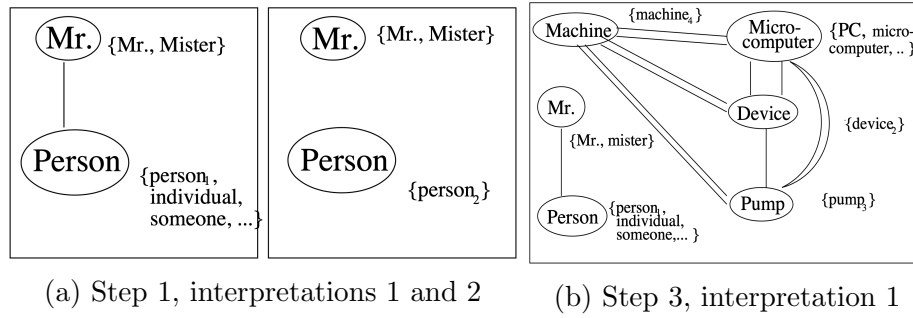 Mr.
{Mr., Mister}
Person
{person1,
individual,
someone, ...}
Mr.
{Mr., Mister}
Person
{person2}
(a) Step 1, interpretations 1 and 2
Machine
{machine4}
Micro-
computer
{PC, micro-
computer, .. }
Mr.
{Mr., mister}
Device
{device2}
Person
{person1,
individual,
someone,... }
Pump
{pump3}
(b) Step 3, interpretation 1